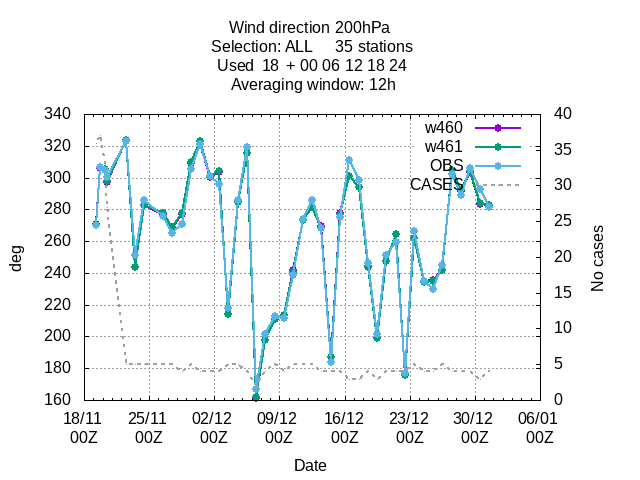 Wind direction 200hPa
Selection: ALL 35 stations
Used 18 + 00 06 12 18 24
Averaging window: 12h
340
320
300
280
260
240
220
200
180
160
deg
40
35
30
25
20
15
10
5
0
No cases
w460
w461
OBS
CASES
18/11 25/11 02/12 09/12 16/12 23/12 30/12 06/01
00Z 00Z 00Z 00Z 00Z 00Z 00Z 00Z
Date